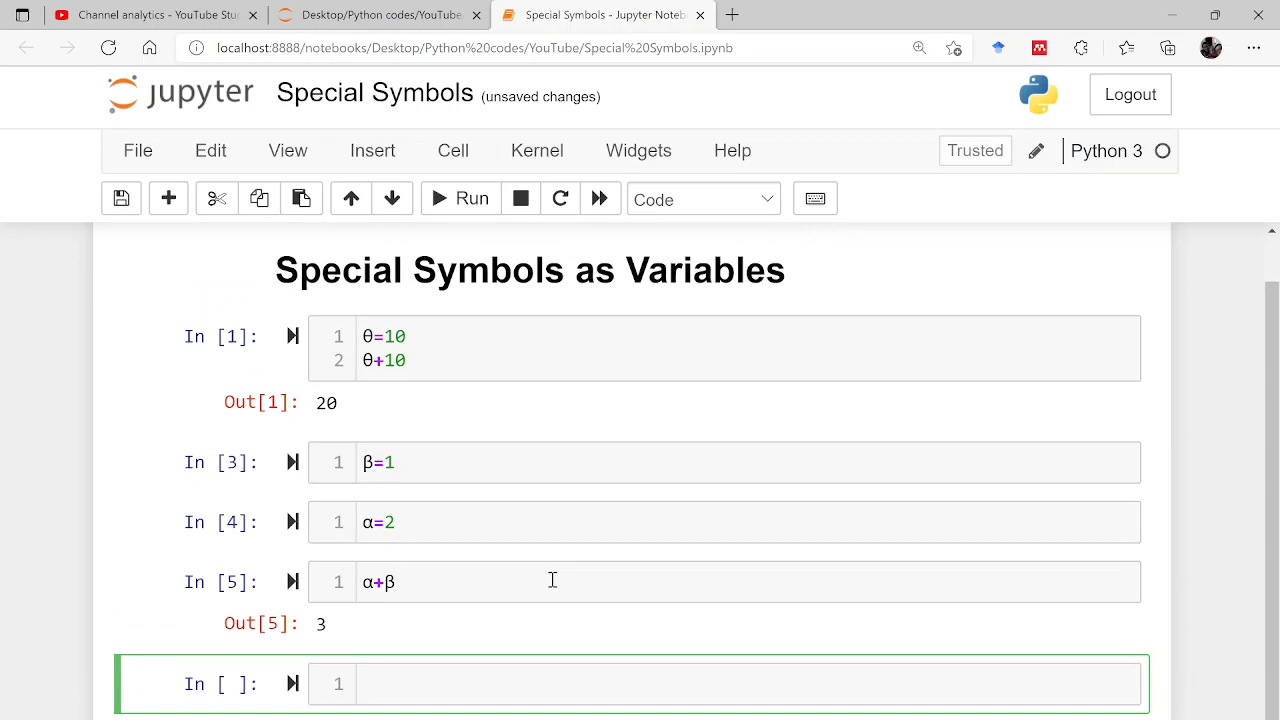 Channel analytics - YouTube Stu
Desktop/Python codes/YouTube
Special Symbols - Jupyter Noteb
localhost:8888/notebooks/Desktop/Python%20codes/YouTube/Special%20Symbols.ipynb
jupyter Special Symbols (unsaved changes) Logout
File Edit View Insert Cell Kernel Widgets Help Trusted Python 3
Run Code
Special Symbols as Variables
In [1]: 1 θ=10
2 θ+10
Out[1]: 20
In [3]: 1 β=1
In [4]: 1 α=2
In [5]: 1 α+β
Out[5]: 3
In [ ]: 1